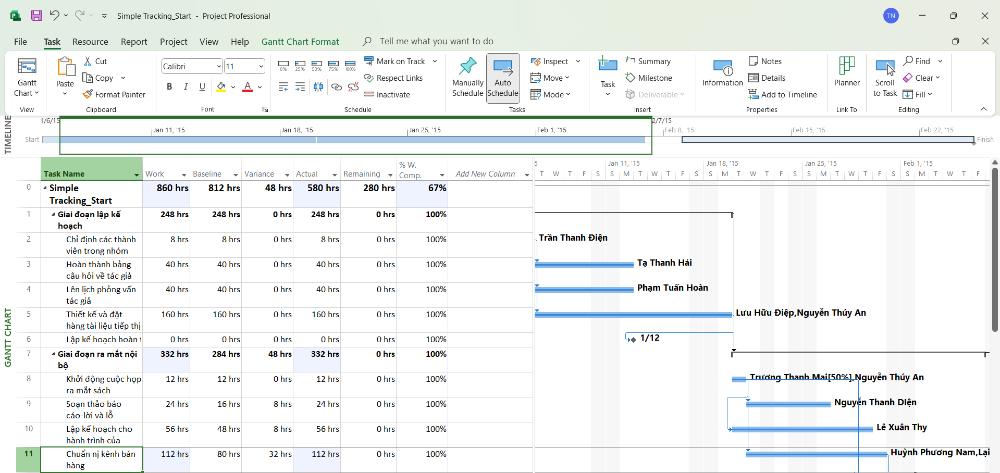 Simple Tracking_Start - Project Professional
TN
File Task Resource Report Project View Help Gantt Chart Format Tell me what you want to do
Gantt Chart
View
Paste
Cut
Copy
Format Painter
Clipboard
Calibri 11
B I U A
Font
0% 25% 50% 75% 100%
Mark on Track
Respect Links
Inactivate
Schedule
Manually Schedule
Auto Schedule
Inspect
Move
Mode
Tasks
Task
Summary
Milestone
Deliverable
Insert
Information
Notes
Details
Add to Timeline
Properties
Planner
Link To
Scroll to Task
Find
Clear
Fill
Editing
TIMELINE
1/6/15 2/7/15
Jan 11, '15 Jan 18, '15 Jan 25, '15 Feb 1, '15 Feb 8, '15 Feb 15, '15 Feb 22, '15
Start Finish
GANTT CHART
Task Name Work Baseline Variance Actual Remaining % W. Comp. Add New Column
5 Jan 11, '15 Jan 18, '15 Jan 25, '15 Feb 1, '15
T W T F S S M T W T F S S M T W T F S S M T W T F S S M T W T F
0 Simple Tracking_Start 860 hrs 812 hrs 48 hrs 580 hrs 280 hrs 67%
1 Giai đoạn lập kế hoạch 248 hrs 248 hrs 0 hrs 248 hrs 0 hrs 100%
2 Chỉ định các thành viên trong nhóm 8 hrs 8 hrs 0 hrs 8 hrs 0 hrs 100% Trần Thanh Điện
3 Hoàn thành bảng câu hỏi về tác giả 40 hrs 40 hrs 0 hrs 40 hrs 0 hrs 100% Tạ Thanh Hải
4 Lên lịch phỏng vấn tác giả 40 hrs 40 hrs 0 hrs 40 hrs 0 hrs 100% Phạm Tuấn Hoàn
5 Thiết kế và đặt hàng tài liệu tiếp thị 160 hrs 160 hrs 0 hrs 160 hrs 0 hrs 100% Lưu Hữu Điệp,Nguyễn Thúy An
6 Lập kế hoạch hoàn 0 hrs 0 hrs 0 hrs 0 hrs 0 hrs 100% 1/12
7 Giai đoạn ra mắt nội bộ 332 hrs 284 hrs 48 hrs 332 hrs 0 hrs 100%
8 Khởi động cuộc họp ra mắt sách 12 hrs 12 hrs 0 hrs 12 hrs 0 hrs 100% Trương Thanh Mai[50%],Nguyễn Thúy An
9 Soạn thảo báo cáo-lời và lỗ 24 hrs 16 hrs 8 hrs 24 hrs 0 hrs 100% Nguyễn Thanh DIện
10 Lập kế hoạch cho hành trình của 56 hrs 48 hrs 8 hrs 56 hrs 0 hrs 100% Lê Xuân Thy
11 Chuẩn nị kênh bán hàng 112 hrs 80 hrs 32 hrs 112 hrs 0 hrs 100% Huỳnh Phương Nam,Lại